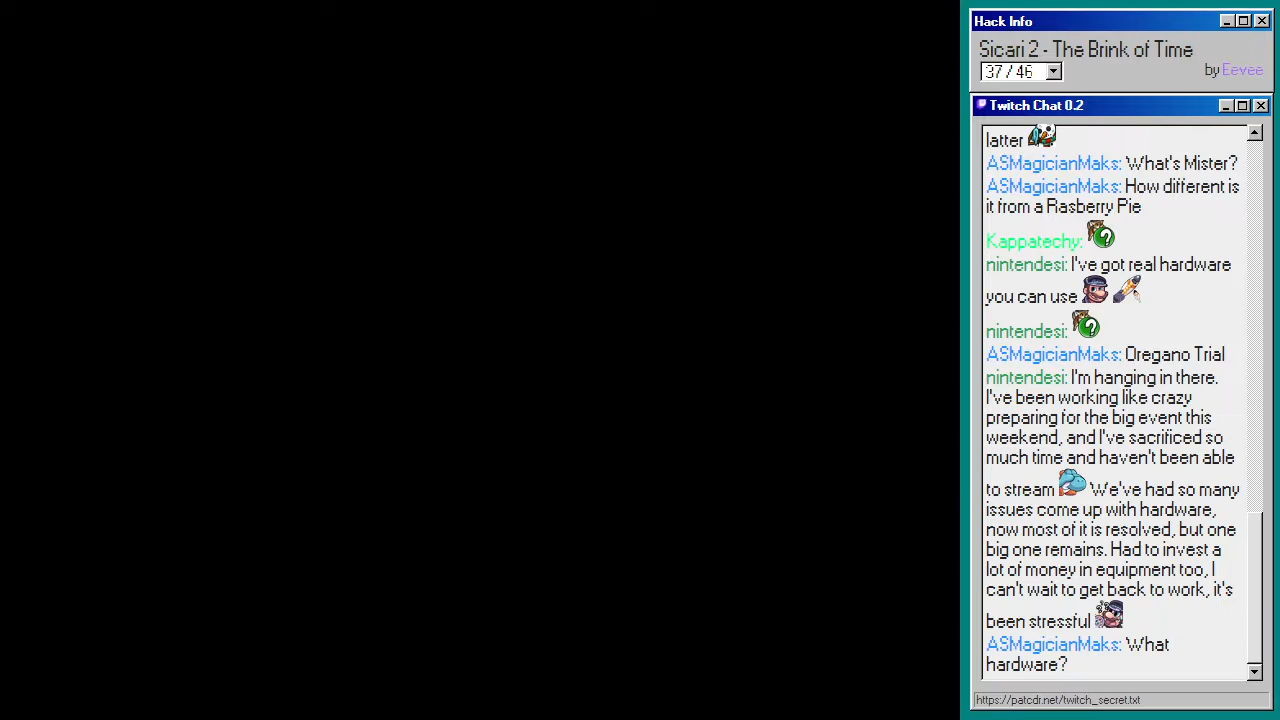 Hack Info
Sicari 2 - The Brink of Time
37 / 46
by Eevee
Twitch Chat 0.2
latter
ASMagicianMaks: What's Mister?
ASMagicianMaks: How different is
it from a Rasberry Pie
Kappatechy:
nintendesi: I've got real hardware
you can use
nintendesi:
ASMagicianMaks: Oregano Trial
nintendesi: I'm hanging in there.
I've been working like crazy
preparing for the big event this
weekend, and I've sacrificed so
much time and haven't been able
to stream We've had so many
issues come up with hardware,
now most of it is resolved, but one
big one remains. Had to invest a
lot of money in equipment too, I
can't wait to get back to work, it's
been stressful
ASMagicianMaks: What
hardware?
https://patcdr.net/twitch_secret.txt